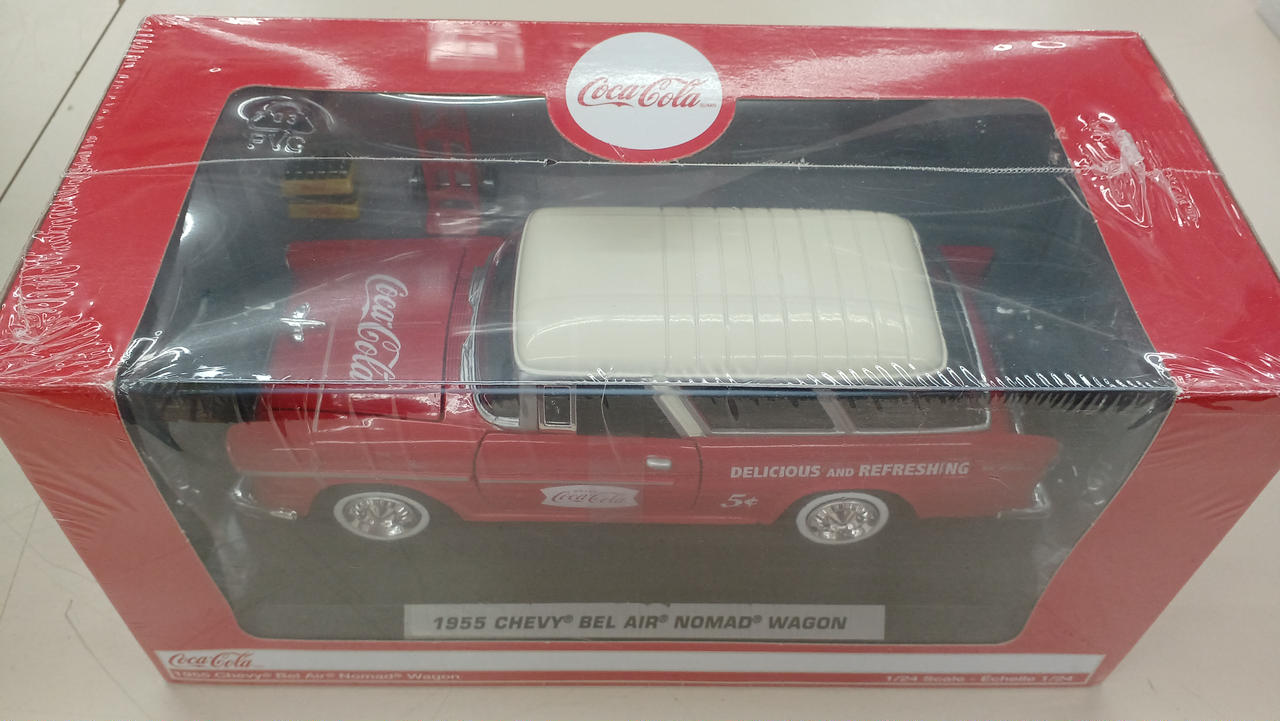 Coca-Cola
Coca-Cola
DELICIOUS AND REFRESHING
Coca-Cola
5¢
1955 CHEVY® BEL AIR® NOMAD® WAGON
Coca-Cola
1955 Chevy® Bel Air® Nomad® Wagon
1/24 Scale - Échelle 1/24